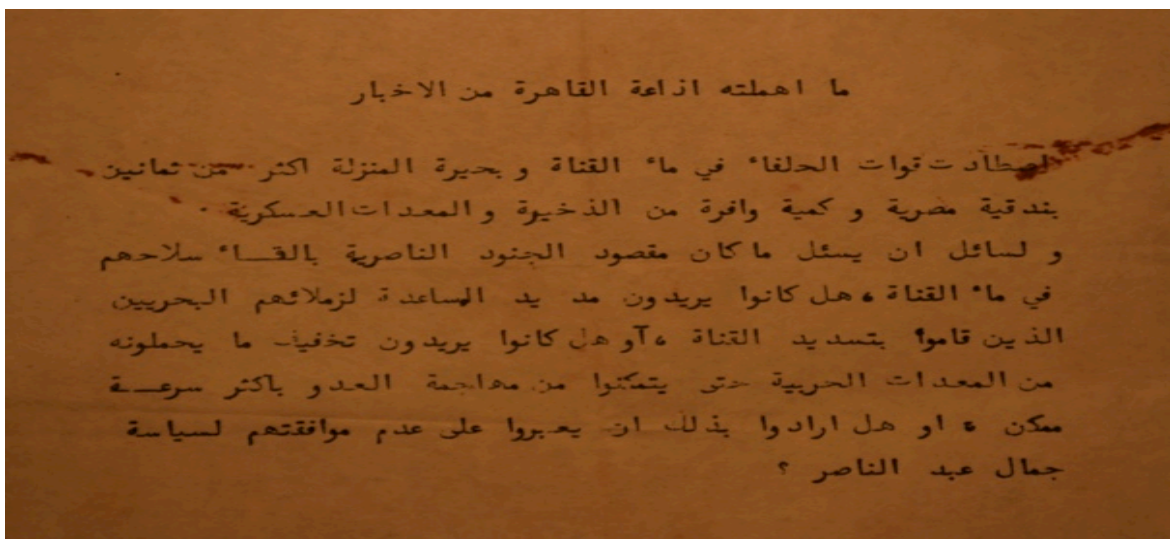 ما اهملته اذاعة القاهرة من الاخبار
اصطادت قوات الحلفاء في ماء القناة و بحيرة المنزلة اكثر من ثمانين
بندقية مصرية و كمية وافرة من الذخيرة و المعدات العسكرية .
و لسائل ان يسئل ما كان مقصود الجنود الناصرية بالقـــاء سلاحهم
في ماء القناة ، هل كانوا يريدون مد يد المساعدة لزملائهم البحريين
الذين قاموا بتسديد القناة ، أو هل كانوا يريدون تخفيف ما يحملونه
من المعدات الحربية حتى يتمكنوا من مهاجمة العدو باكثر سرعـــة
ممكن ، او هل ارادوا بذلك ان يعبروا على عدم موافقتهم لسياسة
جمال عبد الناصر ؟